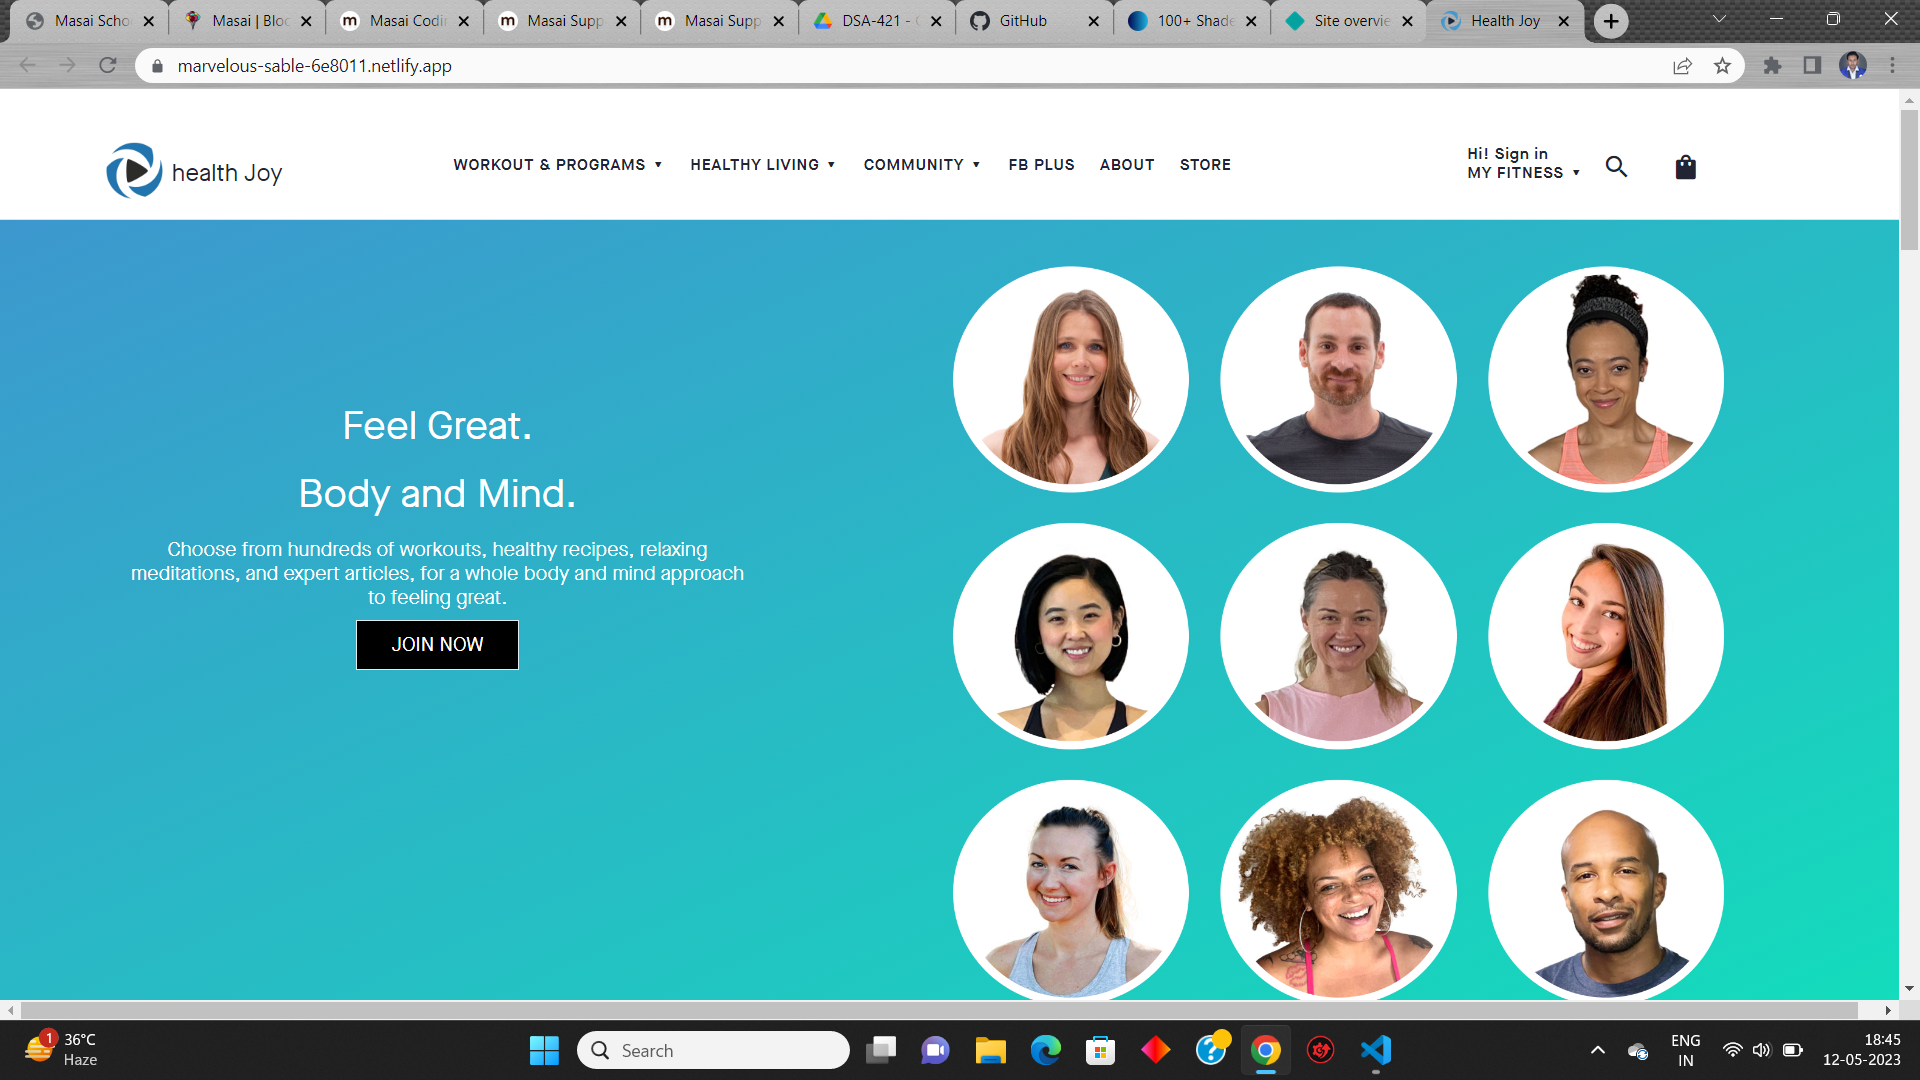 Masai Scho
Masai | Bloc
Masai Codi
Masai Supp
Masai Supp
DSA-421 -
GitHub
100+ Shade
Site overvie
Health Joy
marvelous-sable-6e8011.netlify.app
health Joy
WORKOUT & PROGRAMS ▼
HEALTHY LIVING ▼
COMMUNITY ▼
FB PLUS
ABOUT
STORE
Hi! Sign in
MY FITNESS ▼
Feel Great.
Body and Mind.
Choose from hundreds of workouts, healthy recipes, relaxing
meditations, and expert articles, for a whole body and mind approach
to feeling great.
JOIN NOW
1
36°C
Haze
Search
ENG
IN
18:45
12-05-2023